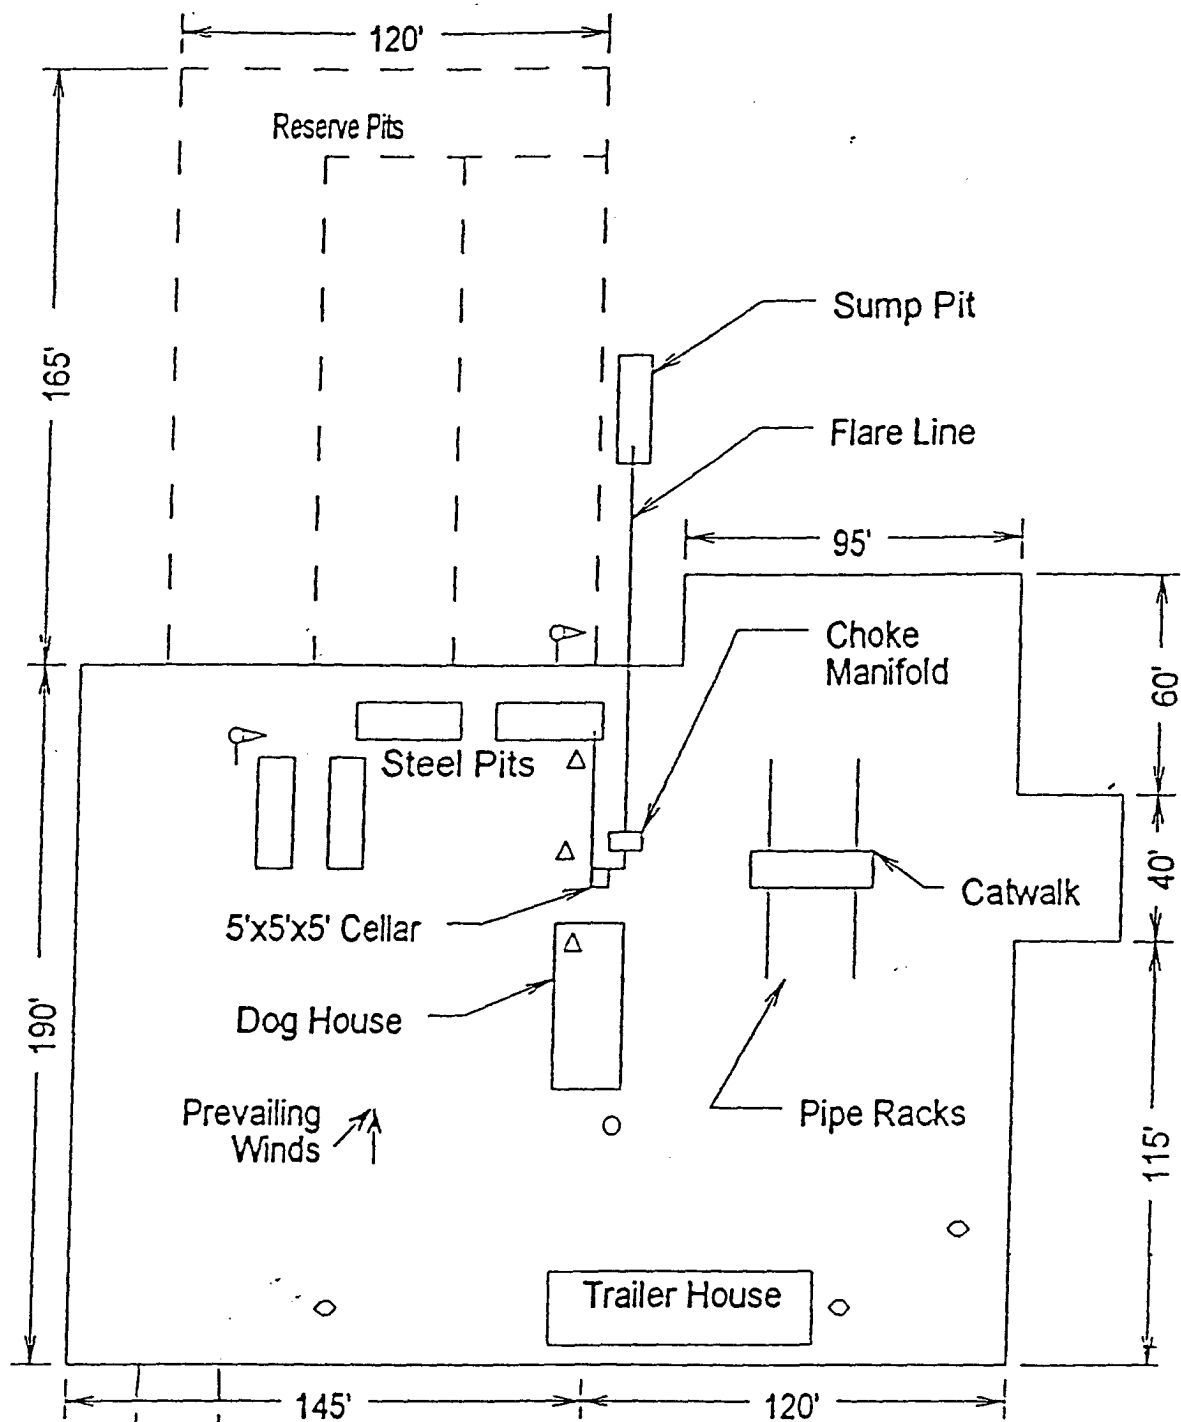 120'
Reserve Pits
Sump Pit
165'
Flare Line
95'
Choke
Manifold
60'
Steel Pits
40'
Catwalk
5'x5'x5' Cellar
Dog House
190'
Prevailing
Winds
Pipe Racks
115'
Trailer House
145'
120'